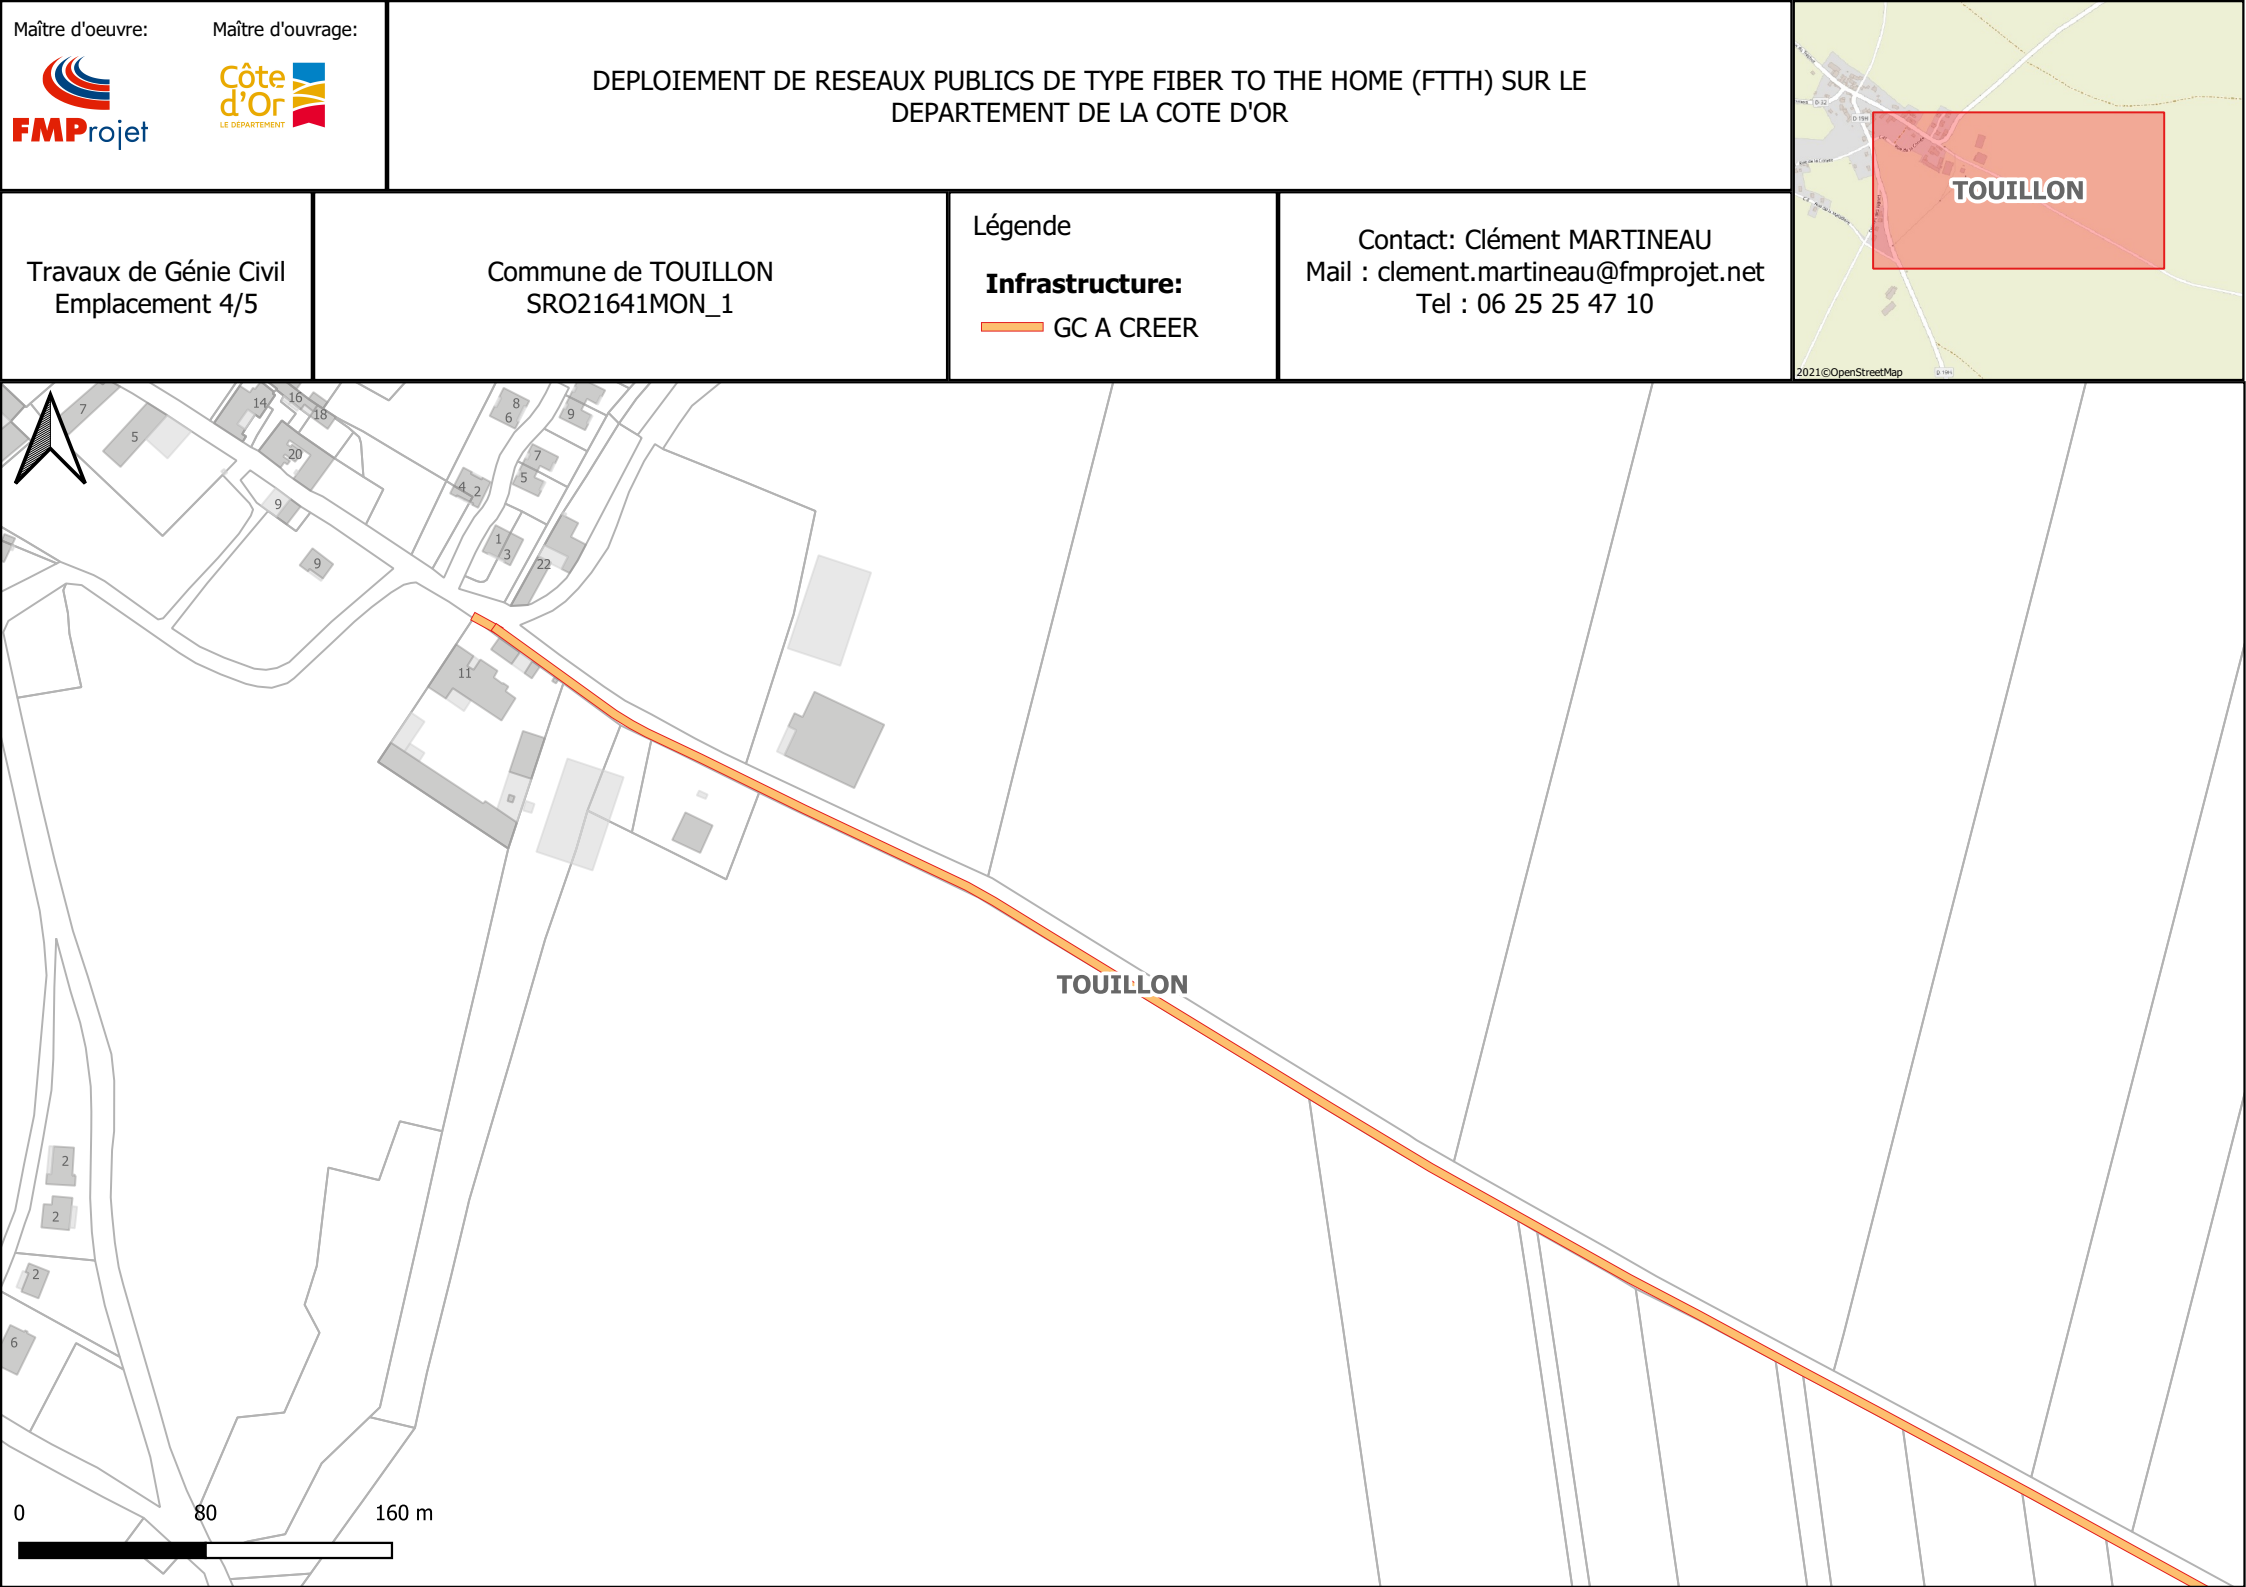 Maître d'oeuvre:
Maître d'ouvrage:
FMProjet
Côte
d'Or
LE DÉPARTEMENT
DEPLOIEMENT DE RESEAUX PUBLICS DE TYPE FIBER TO THE HOME (FTTH) SUR LE
DEPARTEMENT DE LA COTE D'OR
D 32
D 19H
TOUILLON
2021©OpenStreetMap
D 19H
Travaux de Génie Civil
Emplacement 4/5
Commune de TOUILLON
SRO21641MON_1
Légende
Infrastructure:
GC A CREER
Contact: Clément MARTINEAU
Mail : clement.martineau@fmprojet.net
Tel : 06 25 25 47 10
7
5
14
16
18
20
9
9
8
6
9
7
5
4
2
1
3
22
11
TOUILLON
2
2
2
6
0
80
160 m